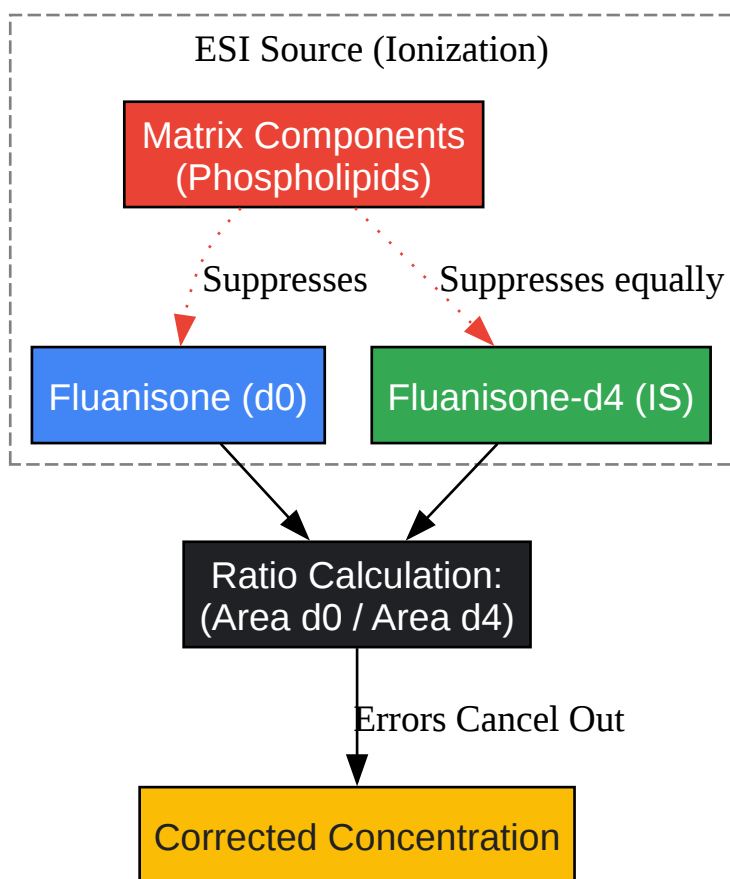 ESI Source (Ionization)
Matrix Components
(Phospholipids)
Suppresses
Suppresses equally
Fluanisone (d0)
Fluanisone-d4 (IS)
Ratio Calculation:
(Area d0 / Area d4)
Errors Cancel Out
Corrected Concentration